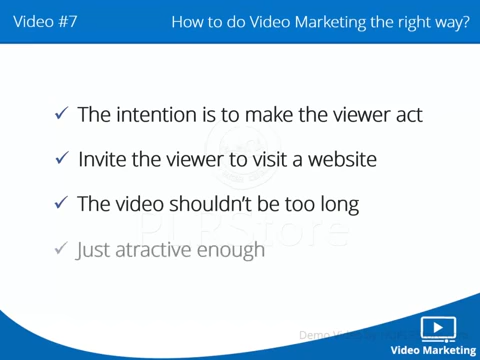 Video #7
How to do Video Marketing the right way?
The intention is to make the viewer act
Invite the viewer to visit a website
The video shouldn't be too long
Just atractive enough
PLRStore
Video Marketing